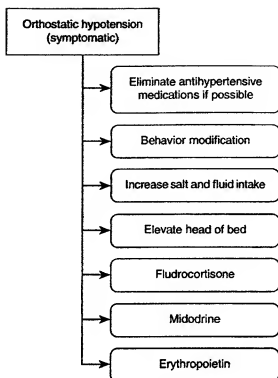 Orthostatic hypotension
(symptomatic)
Eliminate antihypertensive
medications if possible
Behavior modification
Increase salt and fluid intake
Elevate head of bed
Fludrocortisone
Midodrine
Erythropoietin